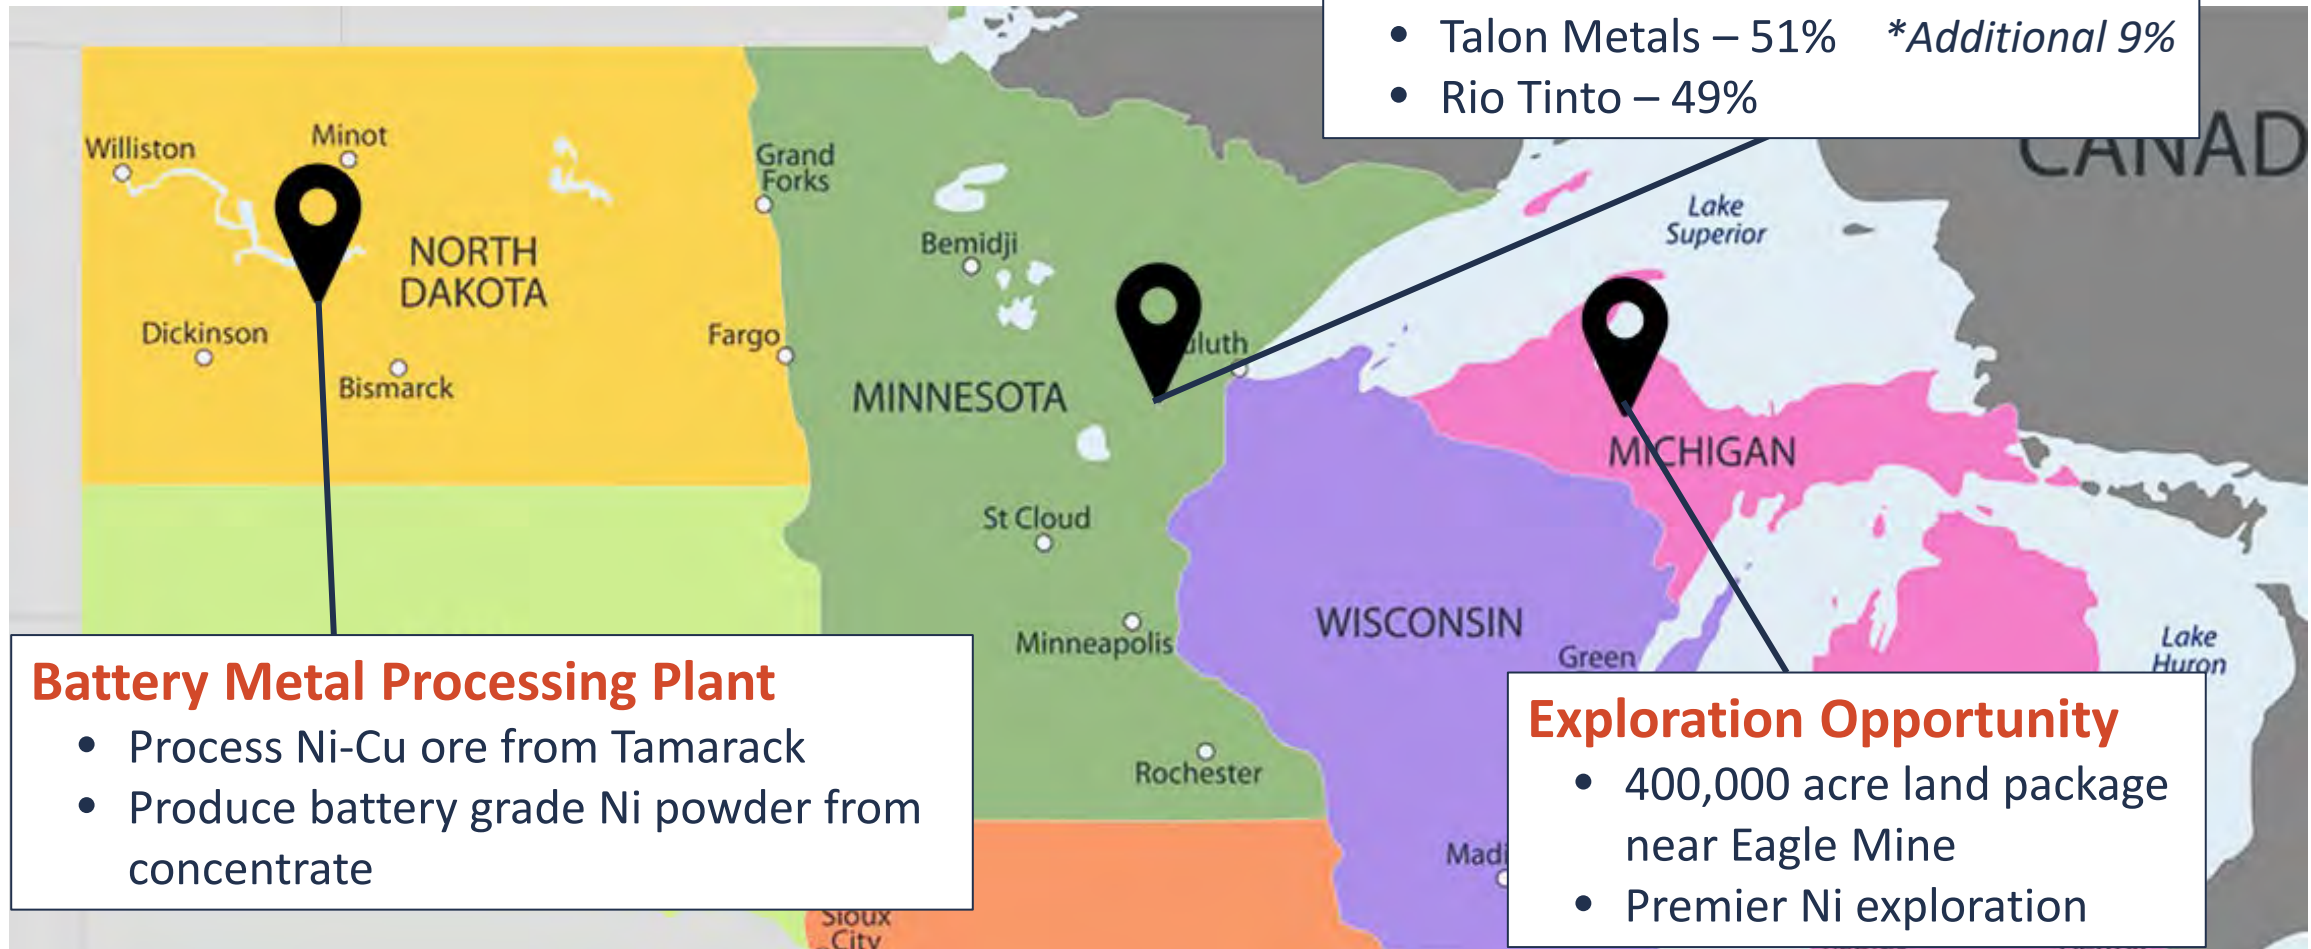 • Talon Metals – 51% *Additional 9%
• Rio Tinto – 49%
CANAD
Williston
Minot
Grand
Forks
Lake
Superior
Bemidji
NORTH
DAKOTA
Dickinson
Fargo
uluth
Bismarck
MINNESOTA
MICHIGAN
St Cloud
WISCONSIN
Minneapolis
Green
Lake
Huron
Battery Metal Processing Plant
• Process Ni-Cu ore from Tamarack
• Produce battery grade Ni powder from
concentrate
Exploration Opportunity
• 400,000 acre land package
near Eagle Mine
• Premier Ni exploration
Rochester
Madi
Sioux
City